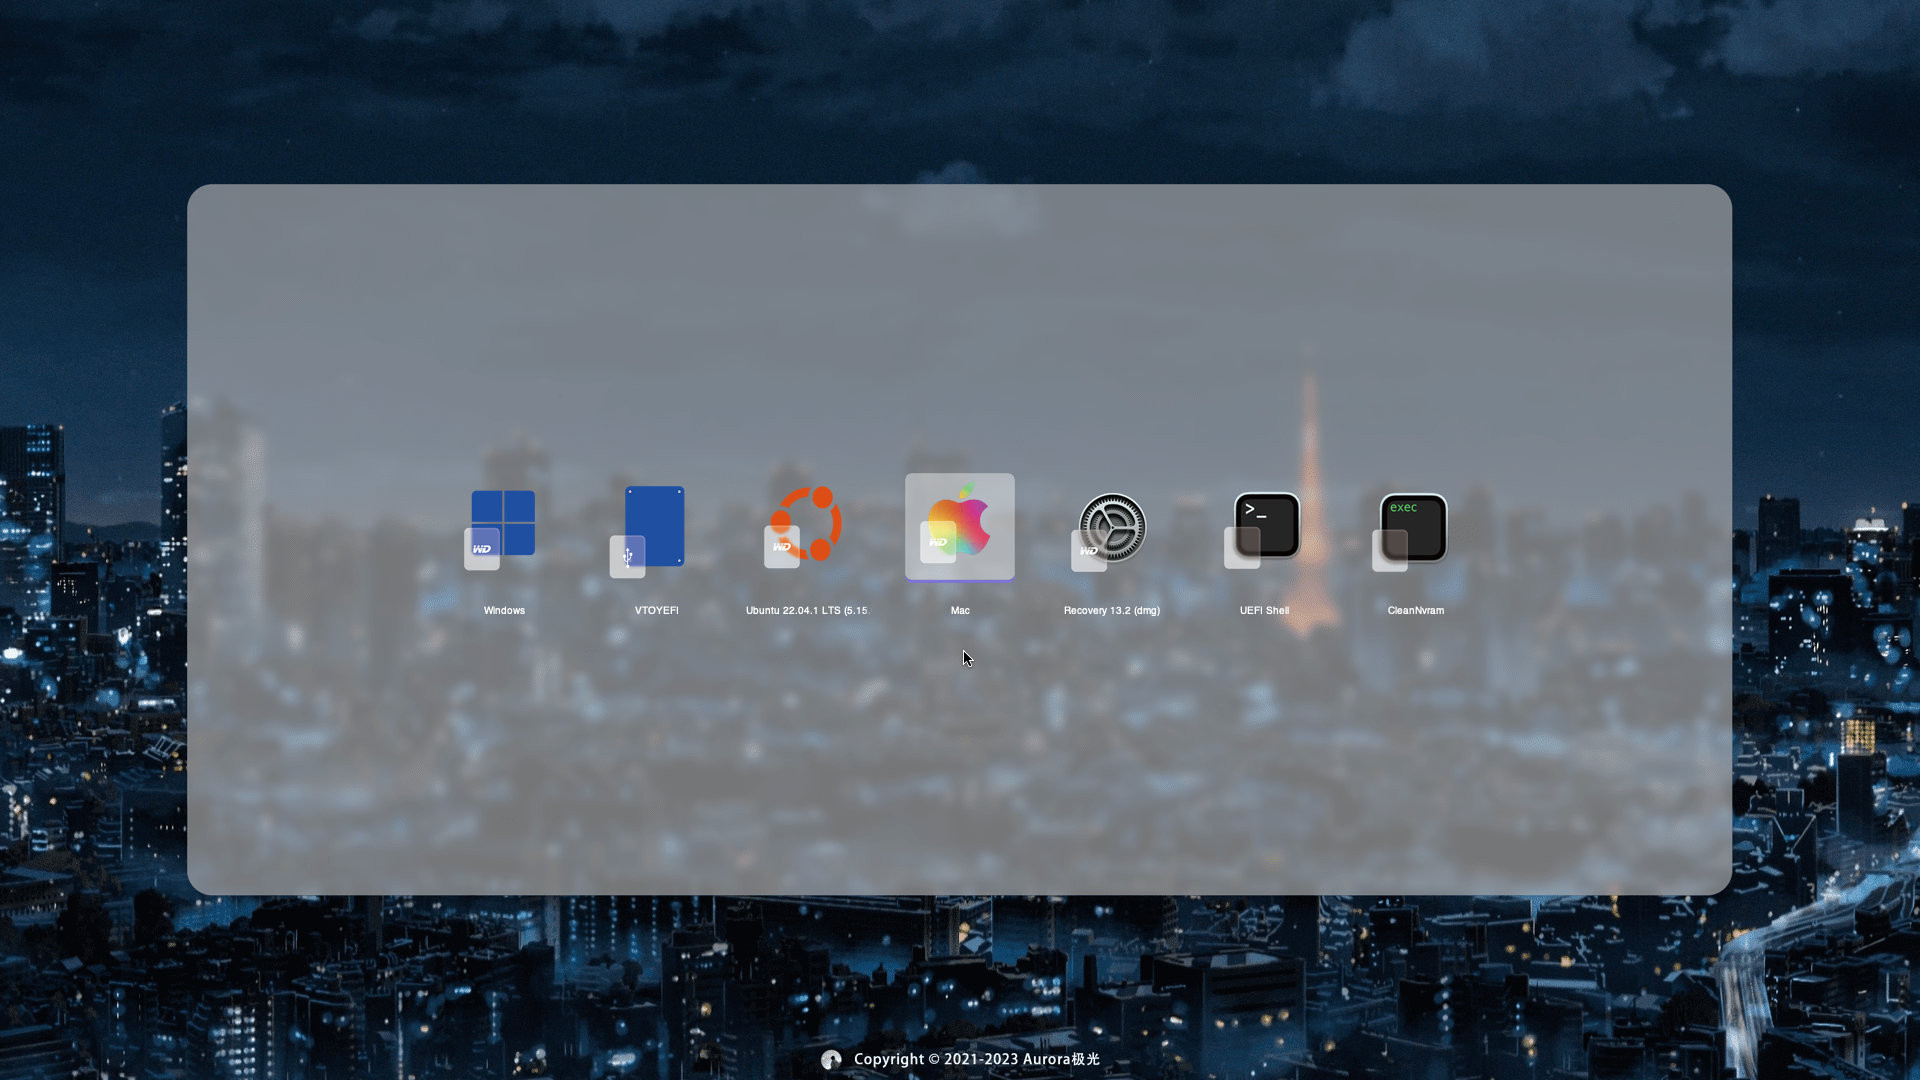 WD
WD
WD
WD
>_
exec
Windows
VTOYEFI
Ubuntu 22.04.1 LTS (5.15.
Mac
Recovery 13.2 (dmg)
UEFI Shell
CleanNvram
Copyright © 2021-2023 Aurora极光